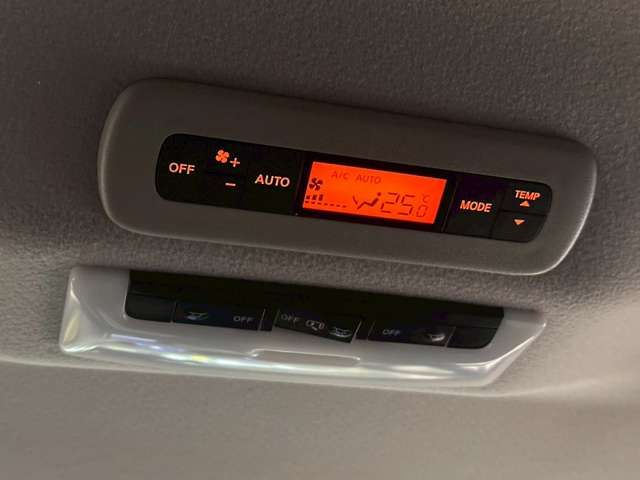 OFF
+
-
AUTO
A/C AUTO
25.0 °C
MODE
TEMP
OFF
OFF
OFF